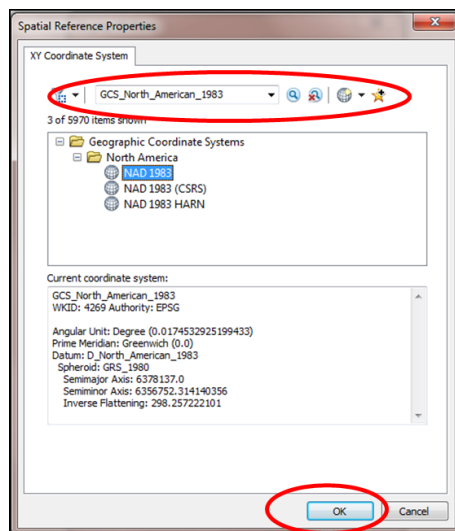 Spatial Reference Properties
XY Coordinate System
GCS_North_American_1983
3 of 5970 items shown
Geographic Coordinate Systems
North America
NAD 1983
NAD 1983 (CSRS)
NAD 1983 HARN
Current coordinate system:
GCS_North_American_1983
WKID: 4269 Authority: EPSG
Angular Unit: Degree (0.0174532925199433)
Prime Meridian: Greenwich (0.0)
Datum: D_North_American_1983
Spheroid: GRS_1980
Semimajor Axis: 6378137.0
Semiminor Axis: 6356752.314140356
Inverse Flattening: 298.257222101
OK Cancel